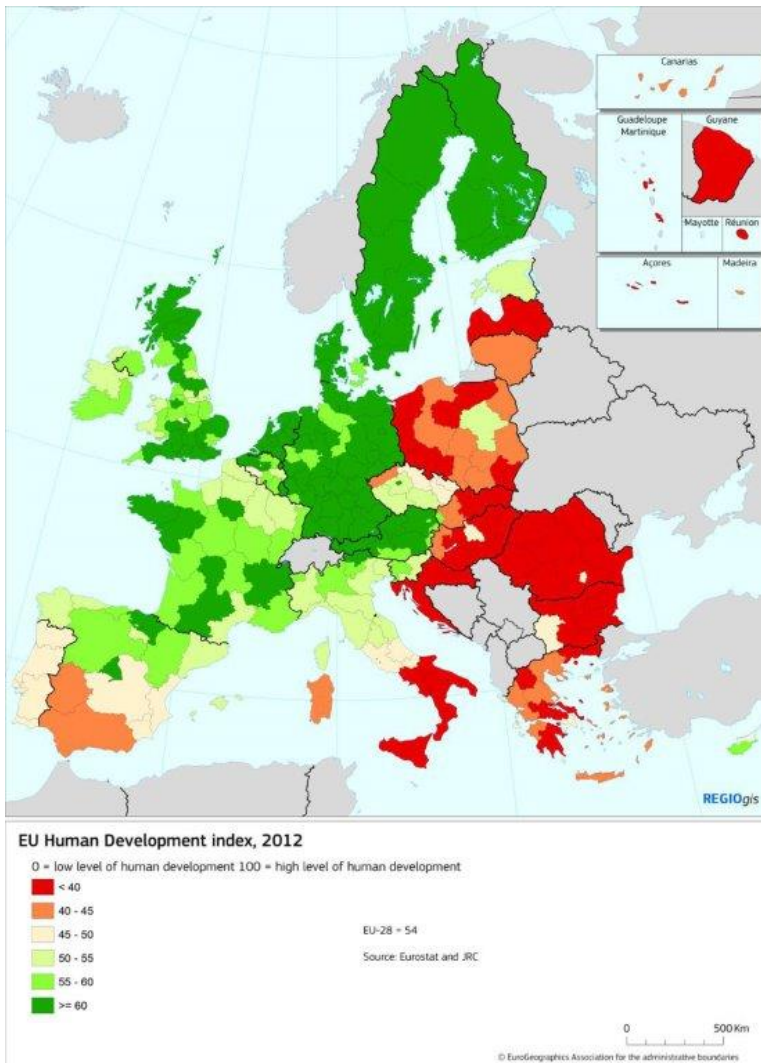 Canarias
Guadeloupe
Martinique
Guyane
Mayotte
Réunion
Açores
Madeira
REGIOgis
EU Human Development index, 2012
0 = low level of human development 100 = high level of human development
< 40
40 - 45
45 - 50
50 - 55
55 - 60
>= 60
EU-28 = 54
Source: Eurostat and JRC
0 500 Km
© EuroGeographics Association for the administrative boundaries